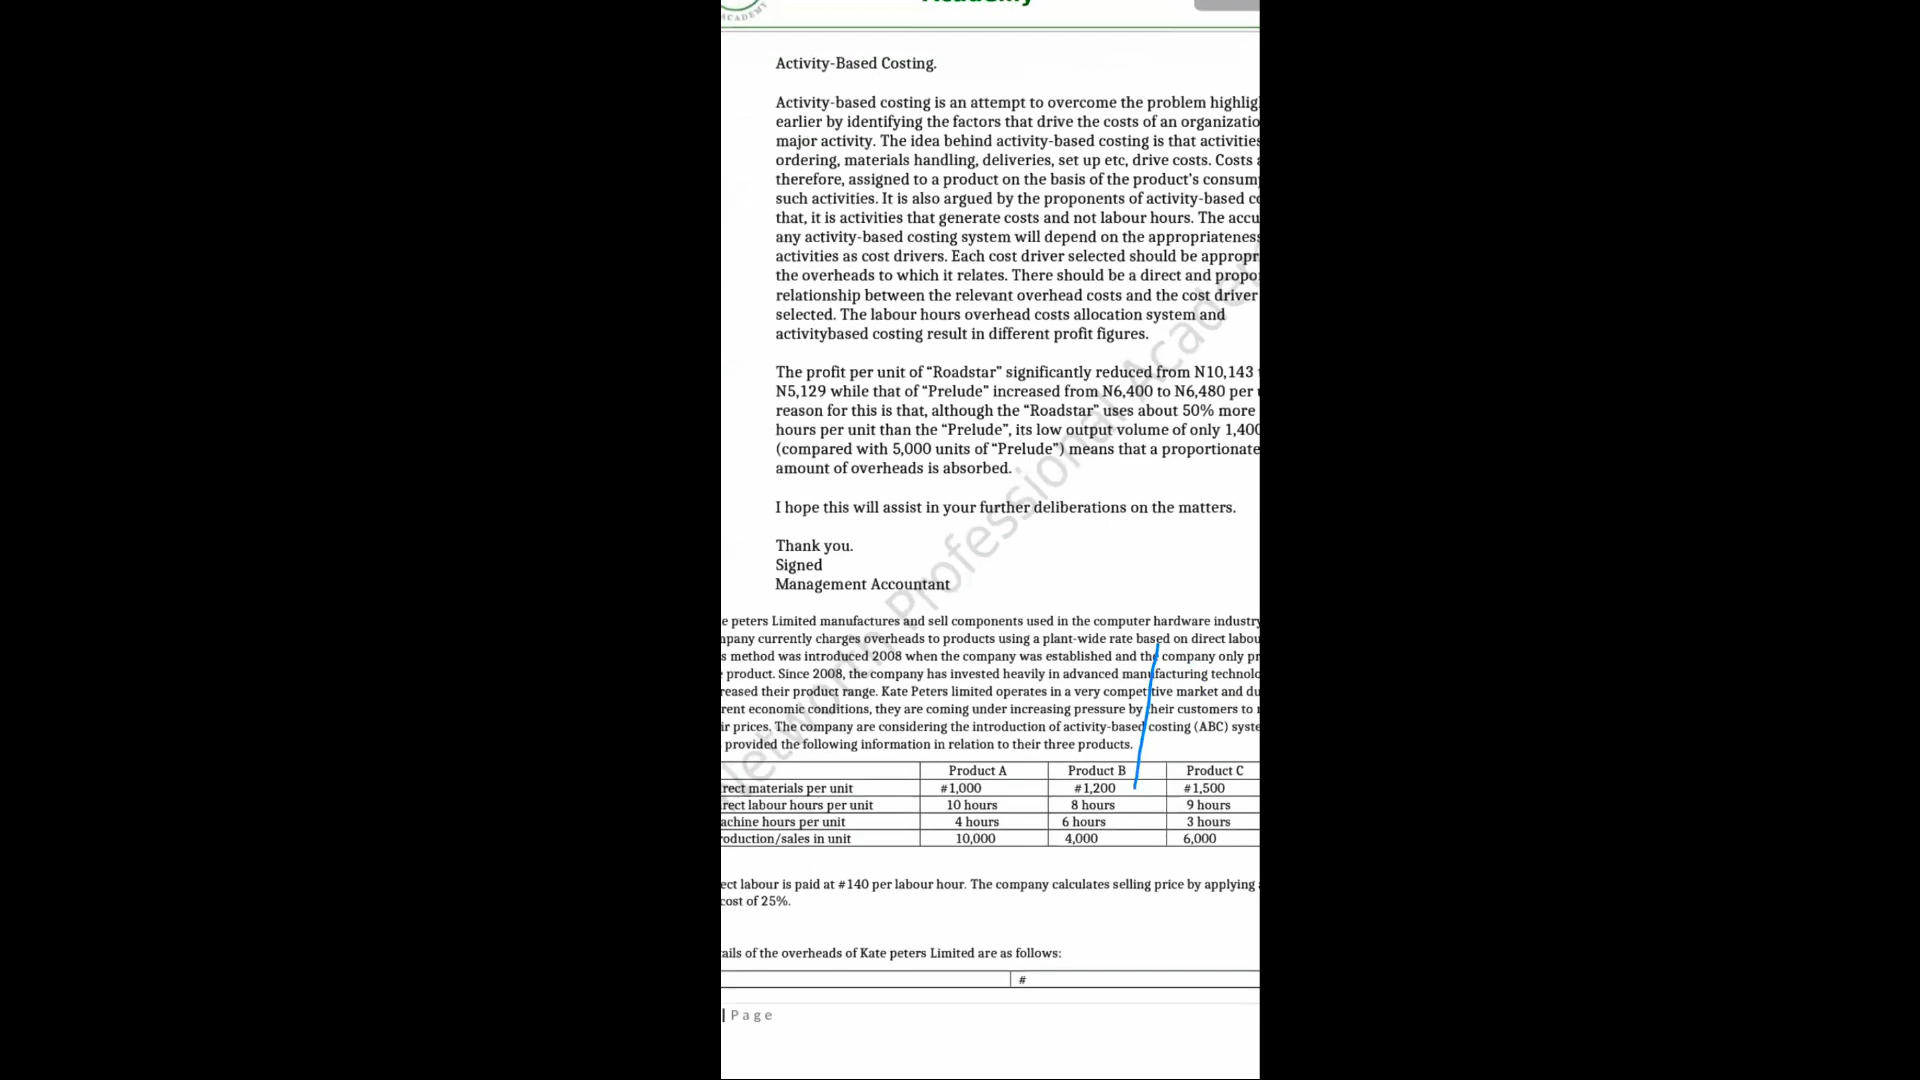 ACADEMY
Activity-Based Costing.
Activity-based costing is an attempt to overcome the problem highlig
earlier by identifying the factors that drive the costs of an organizatio
major activity. The idea behind activity-based costing is that activities
ordering, materials handling, deliveries, set up etc, drive costs. Costs
therefore, assigned to a product on the basis of the product's consum
such activities. It is also argued by the proponents of activity-based c
that, it is activities that generate costs and not labour hours. The accu
any activity-based costing system will depend on the appropriateness
activities as cost drivers. Each cost driver selected should be appropr
the overheads to which it relates. There should be a direct and propo
relationship between the relevant overhead costs and the cost driver
selected. The labour hours overhead costs allocation system and
activitybased costing result in different profit figures.
The profit per unit of “Roadstar” significantly reduced from N10,143
N5,129 while that of “Prelude” increased from N6,400 to N6,480 per
reason for this is that, although the “Roadstar” uses about 50% more
hours per unit than the “Prelude”, its low output volume of only 1,400
(compared with 5,000 units of “Prelude”) means that a proportionate
amount of overheads is absorbed.
I hope this will assist in your further deliberations on the matters.
Thank you.
Signed
Management Accountant
e peters Limited manufactures and sell components used in the computer hardware industry
mpany currently charges overheads to products using a plant-wide rate based on direct labou
s method was introduced 2008 when the company was established and the company only pr
product. Since 2008, the company has invested heavily in advanced manufacturing technolo
reased their product range. Kate Peters limited operates in a very competitive market and du
rent economic conditions, they are coming under increasing pressure by their customers to
ir prices. The company are considering the introduction of activity-based costing (ABC) syste
provided the following information in relation to their three products.
Product A Product B Product C
rect materials per unit #1,000 #1,200 #1,500
rect labour hours per unit 10 hours 8 hours 9 hours
achine hours per unit 4 hours 6 hours 3 hours
roduction/sales in unit 10,000 4,000 6,000
ect labour is paid at #140 per labour hour. The company calculates selling price by applying
cost of 25%.
ails of the overheads of Kate peters Limited are as follows:
#
| Page
Networth Professional Academy